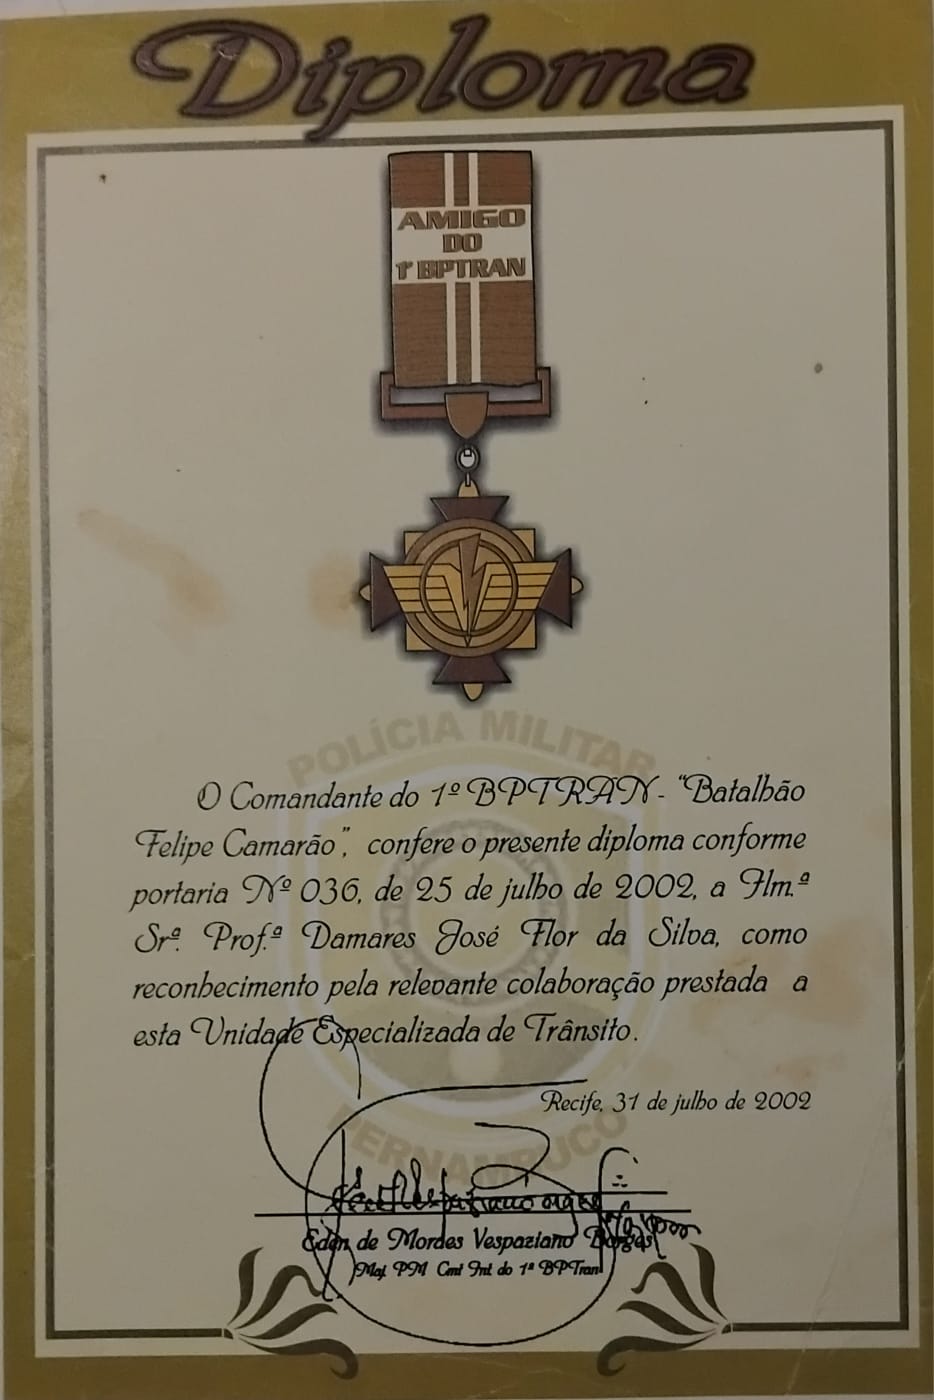 Diploma
AMIGO
DO
1º BPTRAN
POLÍCIA MILITAR
O Comandante do 1º BPTRAN - “Batalhão
Felipe Camarão”, confere o presente diploma conforme
portaria Nº 036, de 25 de julho de 2002, a Ilm.ª
Srª. Prof.ª Damares José Flor da Silva, como
reconhecimento pela relevante colaboração prestada a
esta Unidade Especializada de Trânsito.
Recife, 31 de julho de 2002
PERNAMBUCO
Eden de Mordes Vespaziano Borges
Maj PM Cmt Int do 1º BPTran